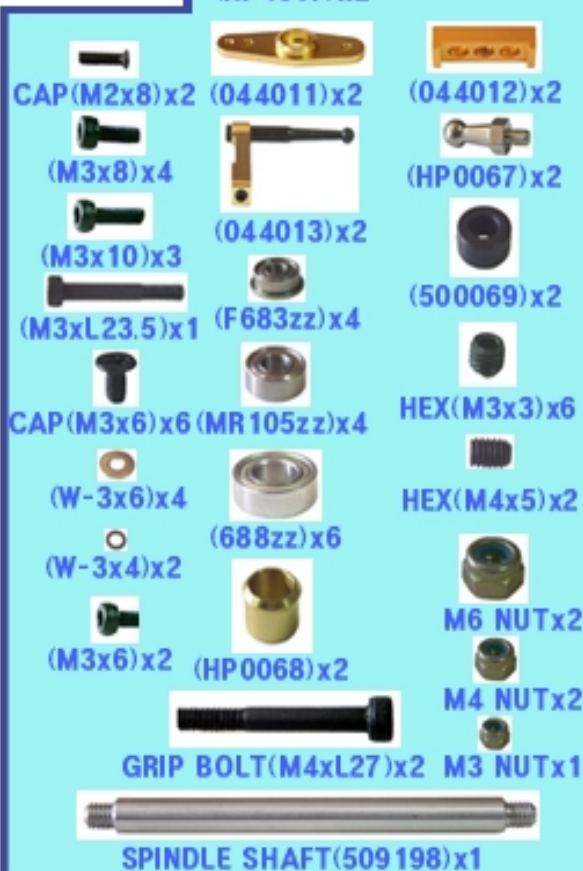 CAP(M2x8)x2 (044011)x2 (044012)x2
(M3x8)x4 (HP0067)x2
(044013)x2
(M3x10)x3
(500069)x2
(M3xL23.5)x1 (F683zz)x4
CAP(M3x6)x6 (MR105zz)x4 HEX(M3x3)x6
(W-3x6)x4 HEX(M4x5)x2
(688zz)x6
(W-3x4)x2
M6 NUTx2
(M3x6)x2 (HP0068)x2
M4 NUTx2
GRIP BOLT(M4xL27)x2 M3 NUTx1
SPINDLE SHAFT(509198)x1